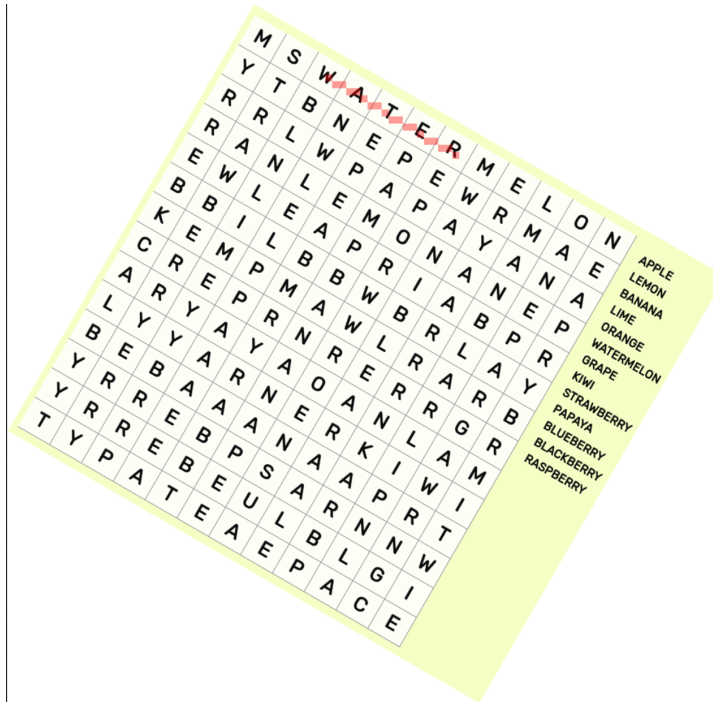 M S W A T E R M E L O N
Y T B N E P E W R M A E
R R L W P A P A Y A N A
R A N L E M O N A N E P
E W L E A P R I A B P R
B B I L B B W B R L A Y
K E M P M A W L R A R B
C R E P R N R E R R G R
A R Y A Y A O A N L A M
L Y Y A R N E R K I W I
B E B A A A N A A P R T
Y R R E B P S A R N N W
Y R R E B E U L B L G I
T Y P A T E A E P A C E
APPLE
LEMON
BANANA
LIME
ORANGE
WATERMELON
GRAPE
KIWI
STRAWBERRY
PAPAYA
BLUEBERRY
BLACKBERRY
RASPBERRY